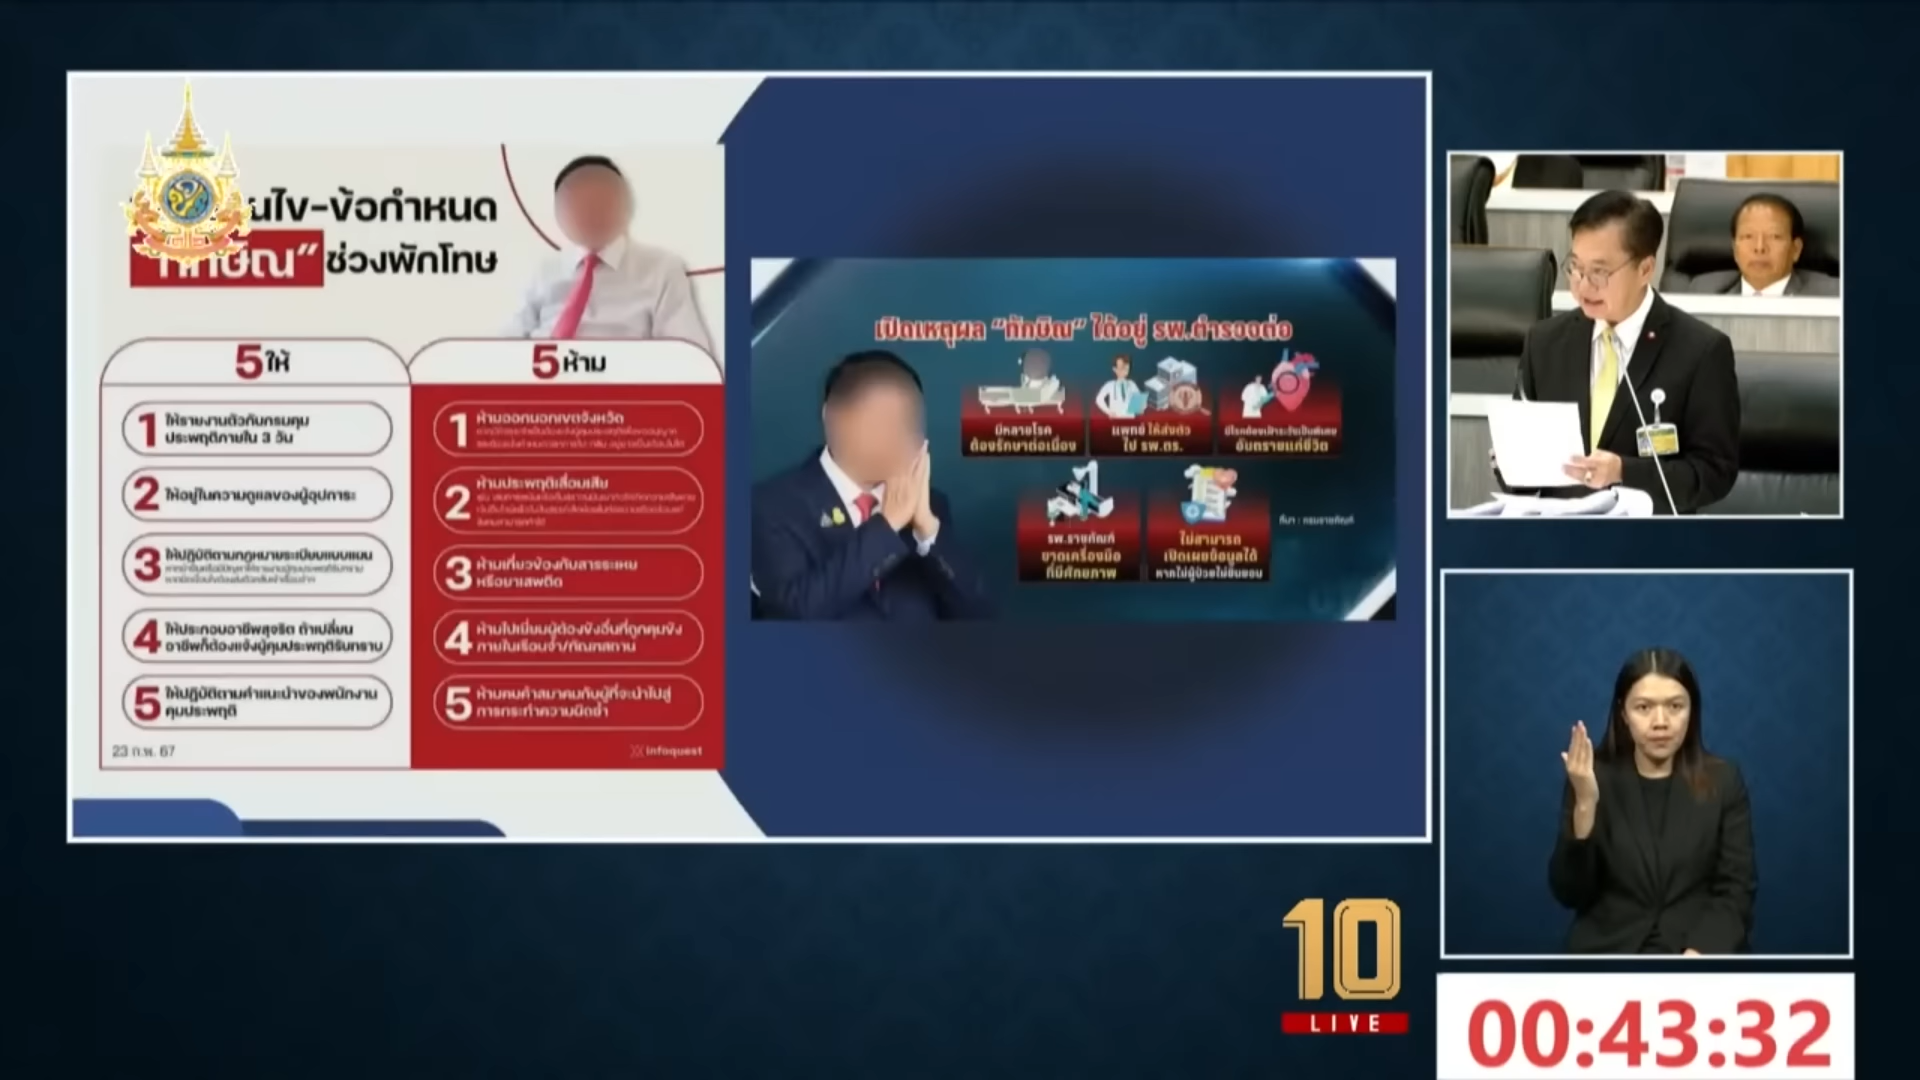 นไข-ข้อกำหนด
"ทักษิณ" ช่วงพักโทษ
5 ให้
1 ให้รายงานตัวกับกรมคุม
ประพฤติภายใน 3 วัน
2 ให้อยู่ในความดูแลของผู้อุปการะ
3 ให้ปฏิบัติตามกฎหมายระเบียบแบบแผน
4 ให้ประกอบอาชีพสุจริต ถ้าเปลี่ยน
อาชีพก็ต้องแจ้งผู้คุมประพฤติรับทราบ
5 ให้ปฏิบัติตามคำแนะนำของพนักงาน
คุมประพฤติ
23 ก.พ. 67
5 ห้าม
1 ห้ามออกนอกเขตจังหวัด
2 ห้ามประพฤติเสื่อมเสีย
3 ห้ามเกี่ยวข้องกับสารระเหย
หรือยาเสพติด
4 ห้ามไปเยี่ยมผู้ต้องขังอื่นที่ถูกคุมขัง
ภายในเรือนจำ/ทัณฑสถาน
5 ห้ามคบค้าสมาคมกับผู้ที่จะนำไปสู่
การกระทำความผิดซ้ำ
infoquest
เปิดเหตุผล "ทักษิณ" ได้อยู่ รพ.ตำรวจต่อ
มีหลายโรค
ต้องรักษาต่อเนื่อง
แพทย์ ให้ส่งตัว
ไป รพ.ตร.
มีโรคต้องเฝ้าระวังเป็นพิเศษ
อันตรายแก่ชีวิต
รพ.ราชทัณฑ์
ขาดเครื่องมือ
ที่มีศักยภาพ
ไม่สามารถ
เปิดเผยข้อมูลได้
หากไม่ผู้ป่วยไม่ยินยอม
ที่มา : กรมราชทัณฑ์
10
LIVE
00:43:32